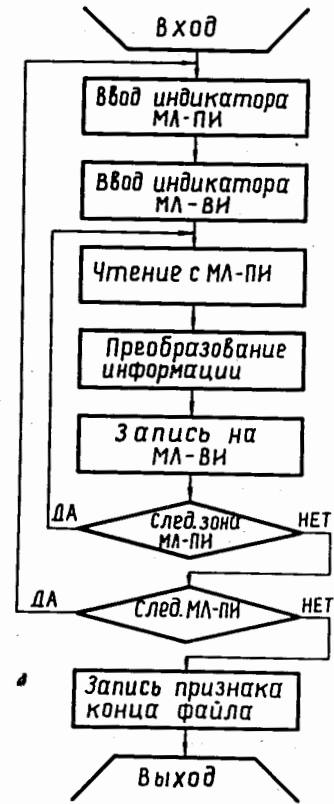 Вход
Ввод индикатора
МЛ-ПИ
Ввод индикатора
МЛ-ВИ
Чтение с МЛ-ПИ
Преобразование
информации
Запись на
МЛ-ВИ
ДА
След. зона
МЛ-ПИ
НЕТ
ДА
След. МЛ-ПИ
НЕТ
а
Запись признака
конца файла
Выход